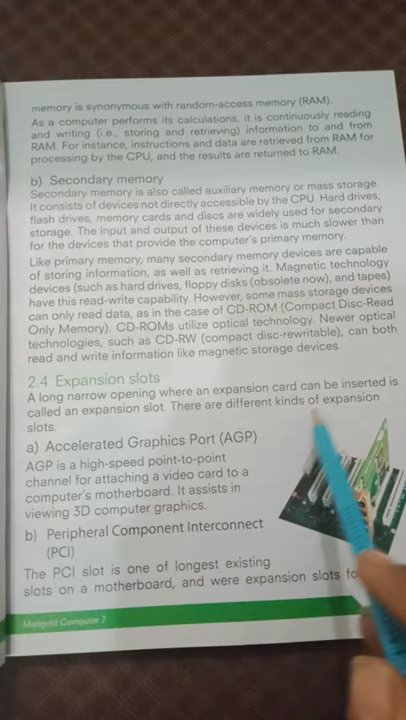 memory is synonymous with random-access memory (RAM).
As a computer performs its calculations, it is continuously reading
and writing (i.e., storing and retrieving) information to and from
RAM. For instance, instructions and data are retrieved from RAM for
processing by the CPU, and the results are returned to RAM.
b) Secondary memory
Secondary memory is also called auxiliary memory or mass storage.
It consists of devices not directly accessible by the CPU. Hard drives,
flash drives, memory cards and discs are widely used for secondary
storage. The input and output of these devices is much slower than
for the devices that provide the computer's primary memory.
Like primary memory, many secondary memory devices are capable
of storing information, as well as retrieving it. Magnetic technology
devices (such as hard drives, floppy disks (obsolete now), and tapes)
have this read-write capability. However, some mass storage devices
can only read data, as in the case of CD-ROM (Compact Disc-Read
Only Memory). CD-ROMs utilize optical technology. Newer optical
technologies, such as CD-RW (compact disc-rewritable), can both
read and write information like magnetic storage devices.
2.4 Expansion slots
A long narrow opening where an expansion card can be inserted is
called an expansion slot. There are different kinds of expansion
slots.
a) Accelerated Graphics Port (AGP)
AGP is a high-speed point-to-point
channel for attaching a video card to a
computer's motherboard. It assists in
viewing 3D computer graphics.
b) Peripheral Component Interconnect
(PCI)
The PCI slot is one of longest existing
slots on a motherboard, and were expansion slots
Marigold Computer 7